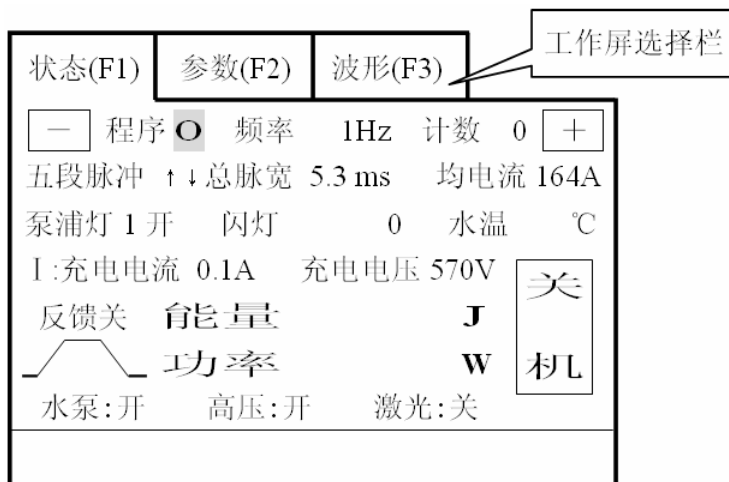 工作屏选择栏
状态(F1) 参数(F2) 波形(F3)
－ 程序 O 频率 1Hz 计数 0 ＋
五段脉冲 ↑↓总脉宽 5.3 ms 均电流 164A
泵浦灯 1 开 闪灯 0 水温 ℃
Ⅰ:充电电流 0.1A 充电电压 570V
反馈关 能量 J
功率 W
关机
水泵:开 高压:开 激光:关